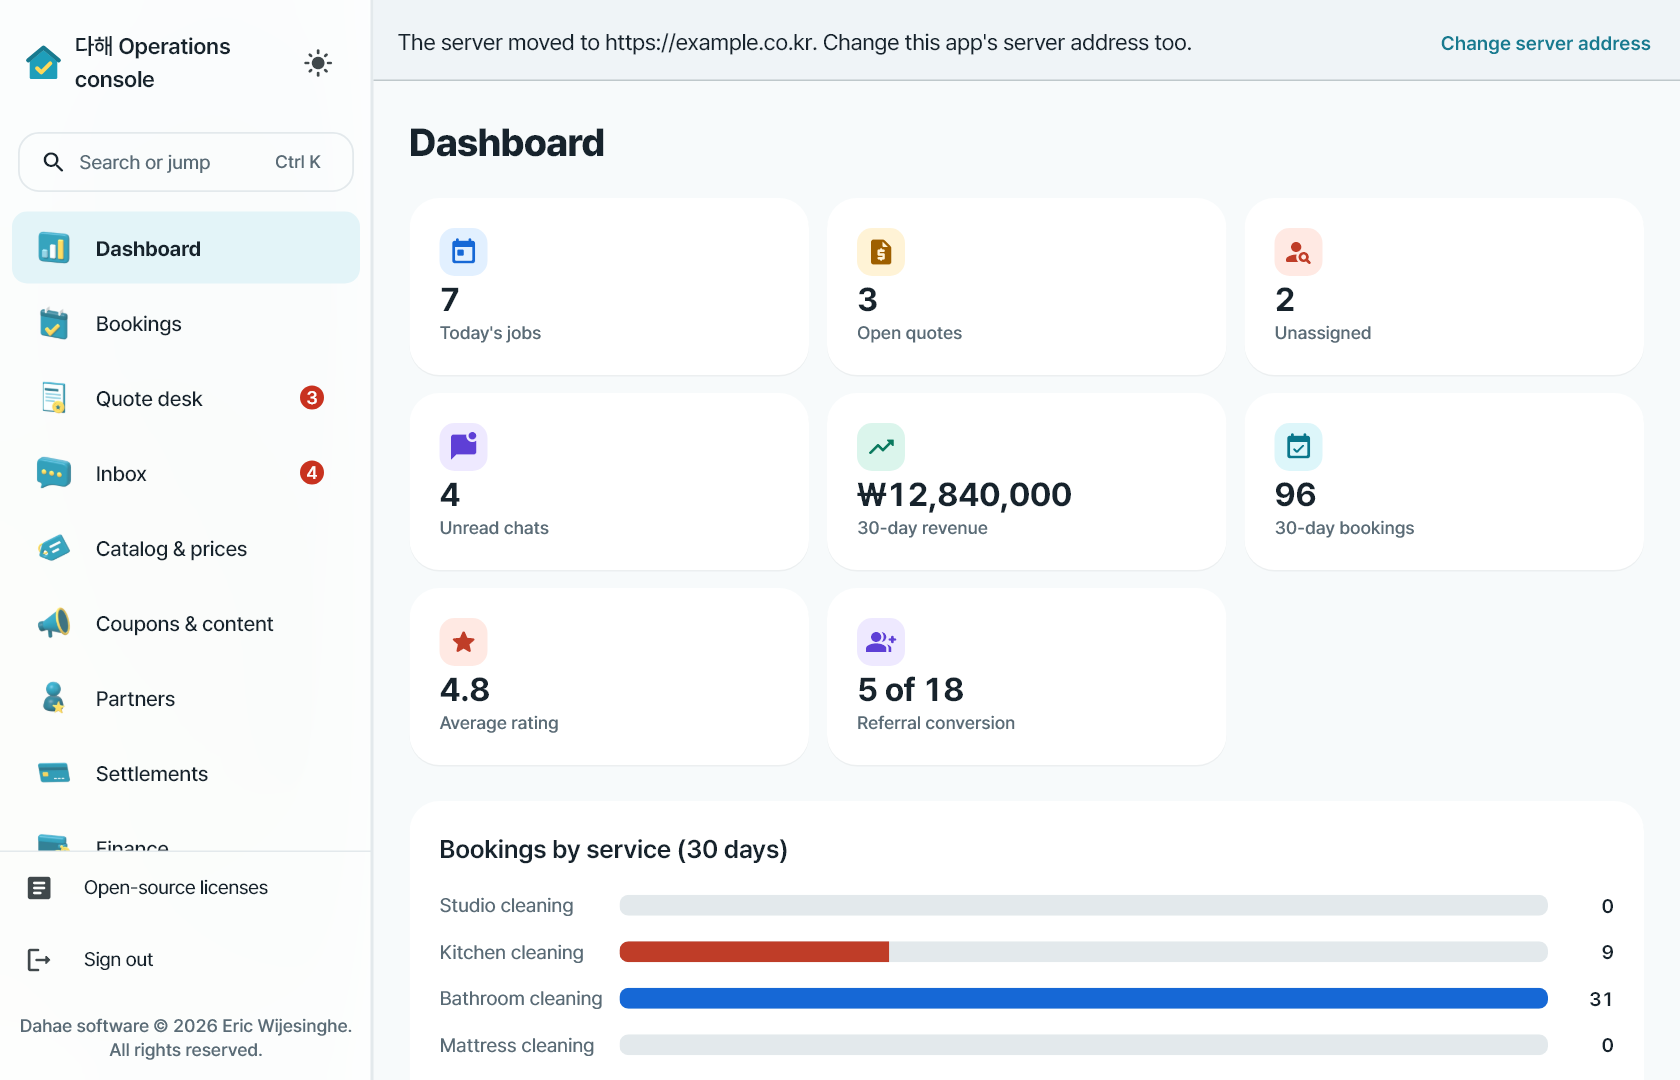 다해 Operations
console
Search or jump
Ctrl K
Dashboard
Bookings
Quote desk
3
Inbox
4
Catalog & prices
Coupons & content
Partners
Settlements
Finance
Open-source licenses
Sign out
Dahae software © 2026 Eric Wijesinghe.
All rights reserved.
The server moved to https://example.co.kr. Change this app's server address too.
Change server address
Dashboard
7
Today's jobs
3
Open quotes
2
Unassigned
4
Unread chats
₩12,840,000
30-day revenue
96
30-day bookings
4.8
Average rating
5 of 18
Referral conversion
Bookings by service (30 days)
Studio cleaning
0
Kitchen cleaning
9
Bathroom cleaning
31
Mattress cleaning
0